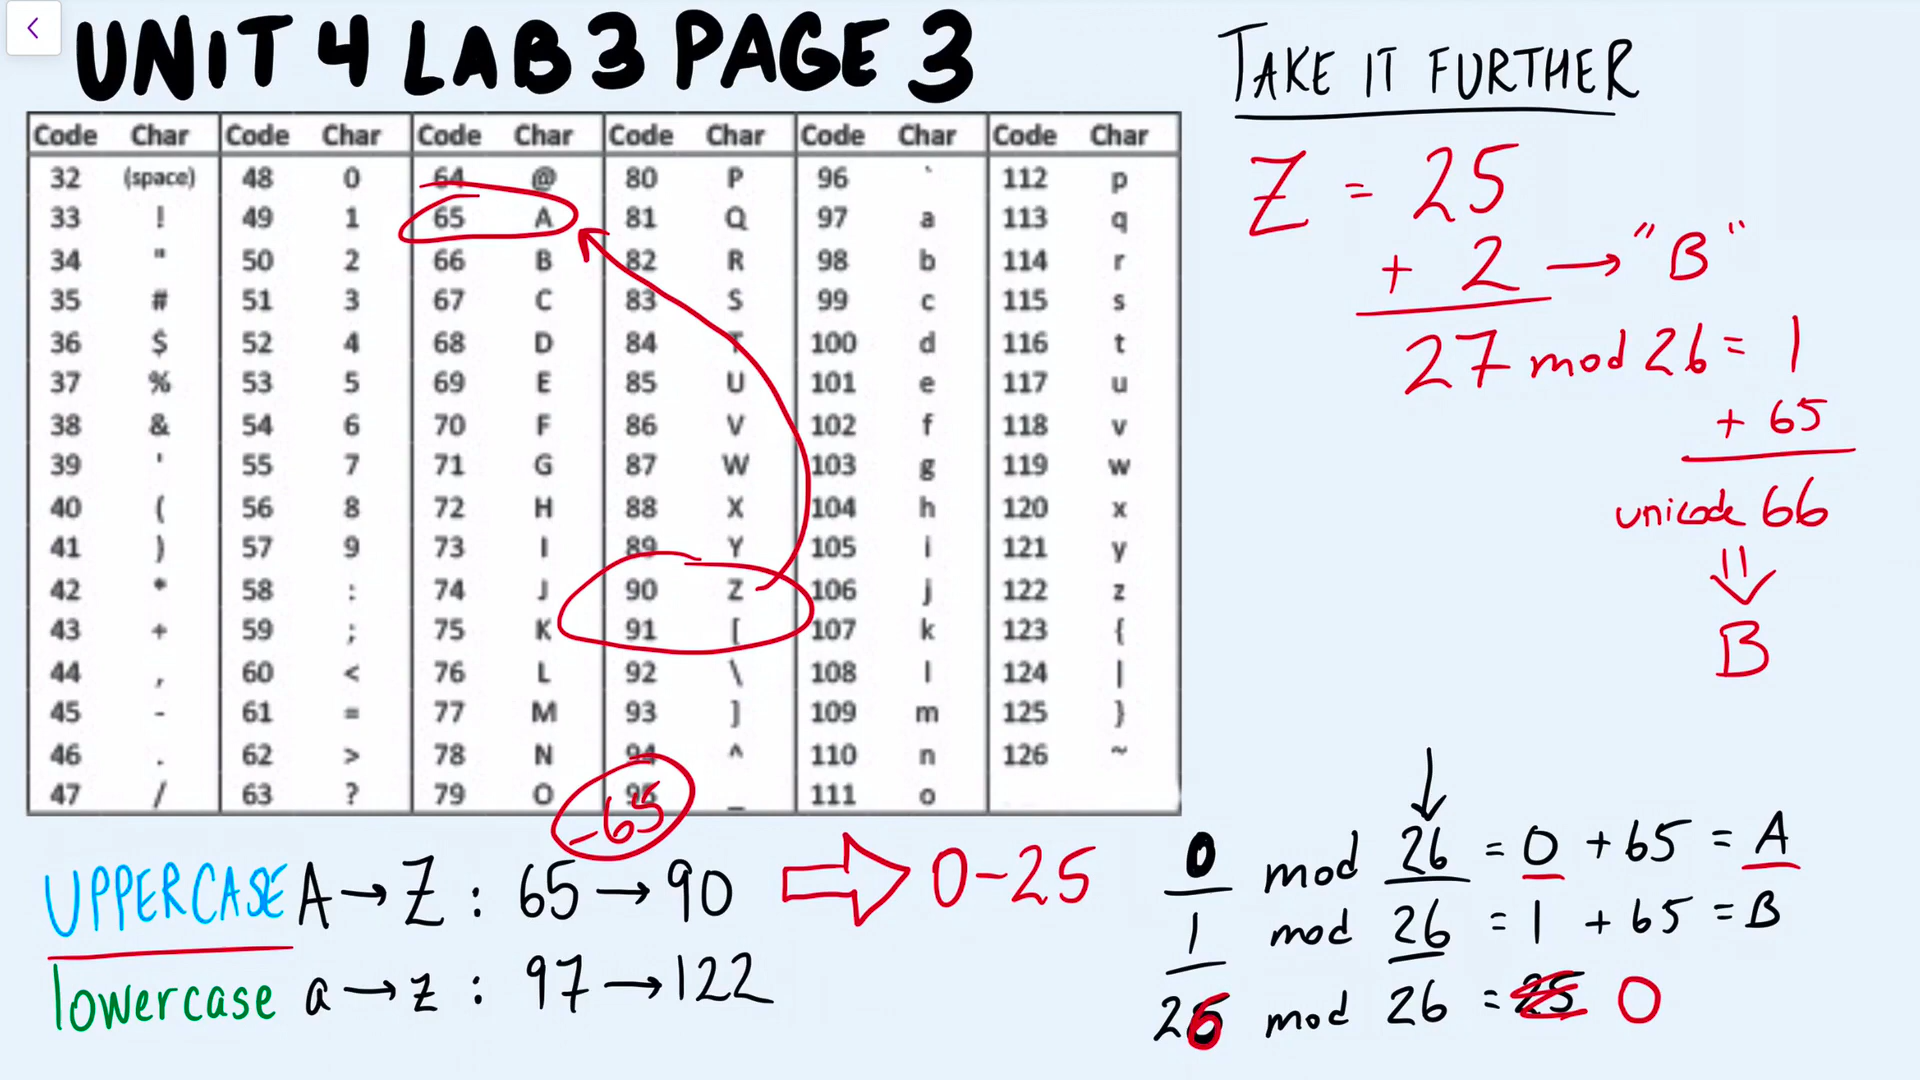 UNIT 4 LAB 3 PAGE 3
Code Char Code Char Code Char Code Char Code Char Code Char
32 (space) 48 0 64 @ 80 P 96 ` 112 p
33 ! 49 1 65 A 81 Q 97 a 113 q
34 " 50 2 66 B 82 R 98 b 114 r
35 # 51 3 67 C 83 S 99 c 115 s
36 $ 52 4 68 D 84 T 100 d 116 t
37 % 53 5 69 E 85 U 101 e 117 u
38 & 54 6 70 F 86 V 102 f 118 v
39 ' 55 7 71 G 87 W 103 g 119 w
40 ( 56 8 72 H 88 X 104 h 120 x
41 ) 57 9 73 I 89 Y 105 i 121 y
42 * 58 : 74 J 90 Z 106 j 122 z
43 + 59 ; 75 K 91 [ 107 k 123 {
44 , 60 < 76 L 92 \ 108 l 124 |
45 - 61 = 77 M 93 ] 109 m 125 }
46 . 62 > 78 N 94 ^ 110 n 126 ~
47 / 63 ? 79 O 95 _ 111 o
-65
UPPERCASE A → Z : 65 → 90 ⇒ 0-25
lowercase a → z : 97 → 122
TAKE IT FURTHER
Z = 25
+ 2 → "B"
27 mod 26 = 1
+ 65
unicode 66
B
0 mod 26 = 0 + 65 = A
1 mod 26 = 1 + 65 = B
26 mod 26 = 25 0